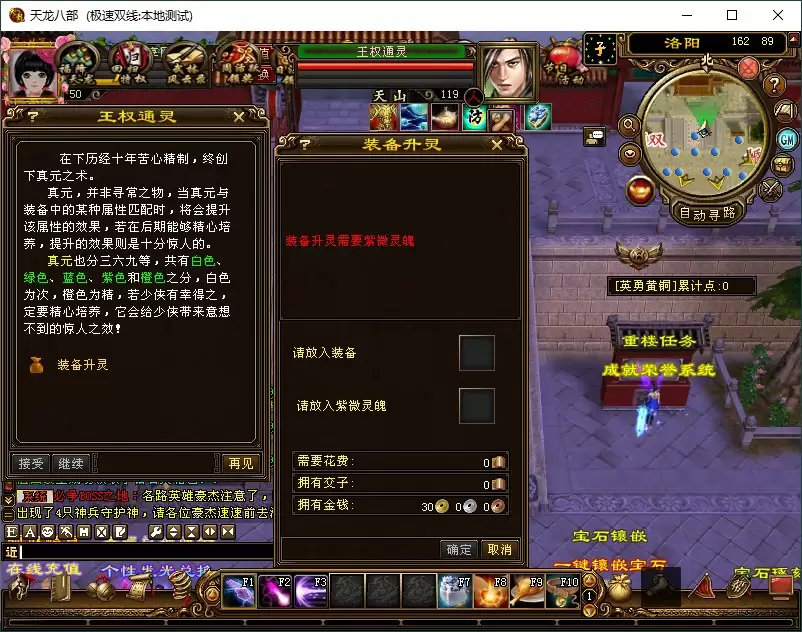 天龙八部 (极速双线:本地测试)
王权通灵
洛阳
162 89
北
天山
119
50
王权通灵
在下历经十年苦心精制，终创
下真元之术。
真元，并非寻常之物，当真元与
装备中的某种属性匹配时，将会提升
该属性的效果，若在后期能够精心培
养，提升的效果则是十分惊人的。
真元也分三六九等，共有白色、
绿色、蓝色、紫色和橙色之分，白色
为次，橙色为精，若少侠有幸得之，
定要精心培养，它会给少侠带来意想
不到的惊人之效！
装备升灵
接受
继续
再见
装备升灵
装备升灵需要紫微灵魄
请放入装备
请放入紫微灵魄
需要花费:
0
拥有交子:
0
拥有金钱:
30 0 0
确定
取消
GM
自动寻路
[英勇黄铜]累计点:0
重楼任务
成就荣誉系统
宝石镶嵌
一键镶嵌宝石
必争BOSS之地：各路英雄豪杰注意了，
出现了4只神兵守护神，请各位豪杰速速前去
近
在线充值
个性发光兑换
F1
F2
F3
F7
F8
F9
F10
1